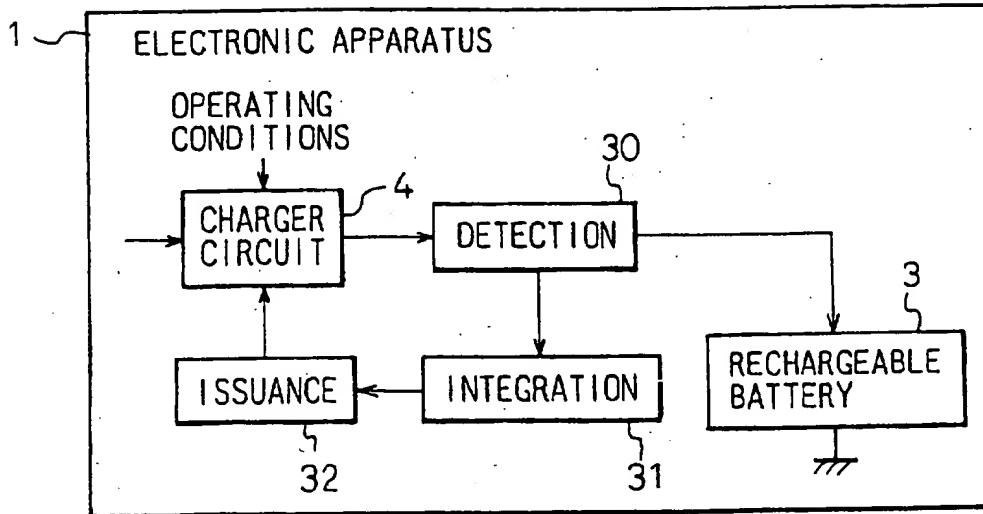 1
ELECTRONIC APPARATUS
OPERATING
CONDITIONS
4
CHARGER
CIRCUIT
30
DETECTION
3
RECHARGEABLE
BATTERY
ISSUANCE
32
INTEGRATION
31